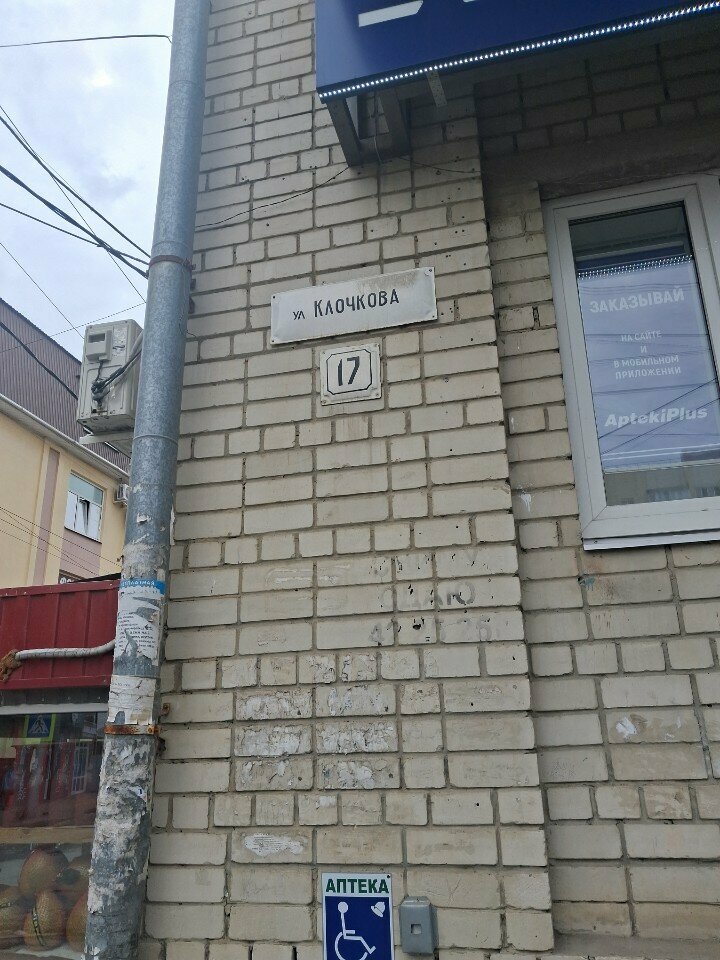 ул Клочкова
17
ЗАКАЗЫВАЙ
НА САЙТЕ
И
В МОБИЛЬНОМ
ПРИЛОЖЕНИИ
AptekiPlus
АПТЕКА